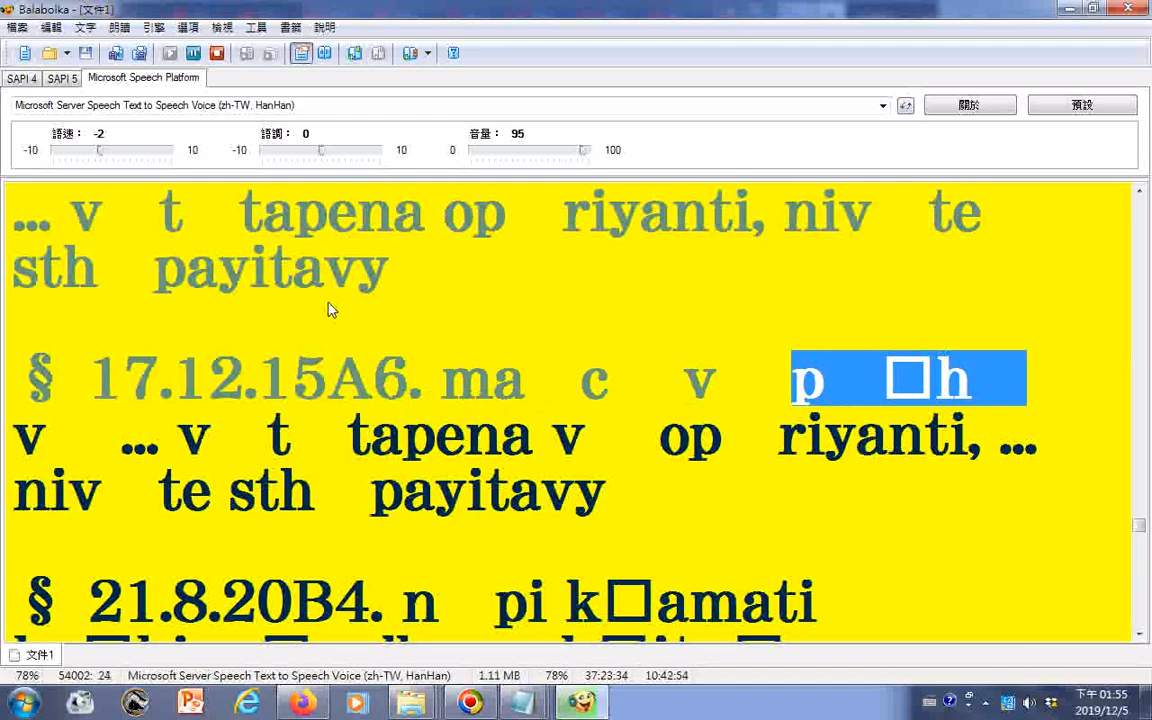 Balabolka - [文件1]
檔案 編輯 文字 朗讀 引擎 選項 檢視 工具 書籤 說明
SAPI 4 SAPI 5 Microsoft Speech Platform
Microsoft Server Speech Text to Speech Voice (zh-TW, HanHan) 關於 預設
語速： -2 語調： 0 音量： 95
-10 10 -10 10 0 100
... v t tapena op riyanti, niv te
sth payitavy
§ 17.12.15A6. ma c v p □h
v ... v t tapena v op riyanti, ...
niv te sth payitavy
§ 21.8.20B4. n pi k□amati
文件1
78% 54002: 24 Microsoft Server Speech Text to Speech Voice (zh-TW, HanHan) 1.11 MB 78% 37:23:34 10:42:54
下午 01:55
2019/12/5